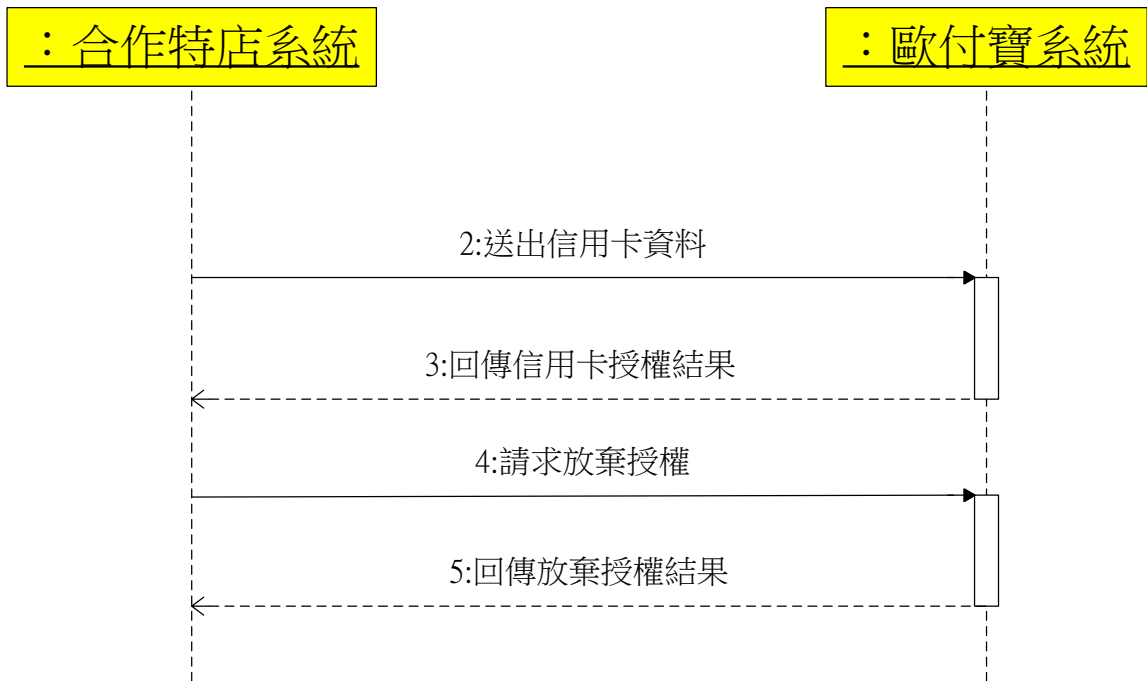 ：合作特店系統
：歐付寶系統
2:送出信用卡資料
3:回傳信用卡授權結果
4:請求放棄授權
5:回傳放棄授權結果